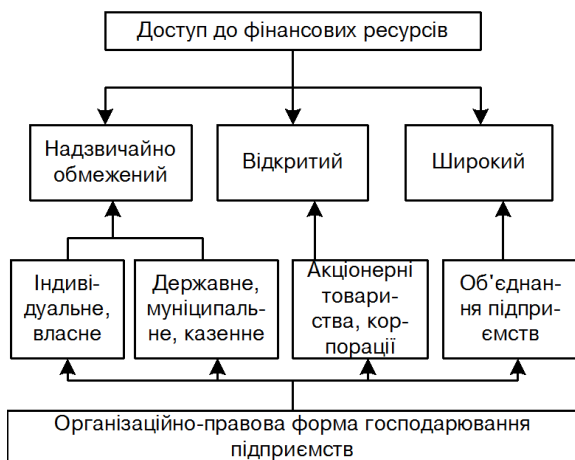 Доступ до фінансових ресурсів
Надзвичайно
обмежений
Відкритий
Широкий
Індиві-
дуальне,
власне
Державне,
муніципаль-
не, казенне
Акціонерні
товари-
ства, кор-
порації
Об'єднан-
ня підпри-
ємств
Організаційно-правова форма господарювання
підприємств